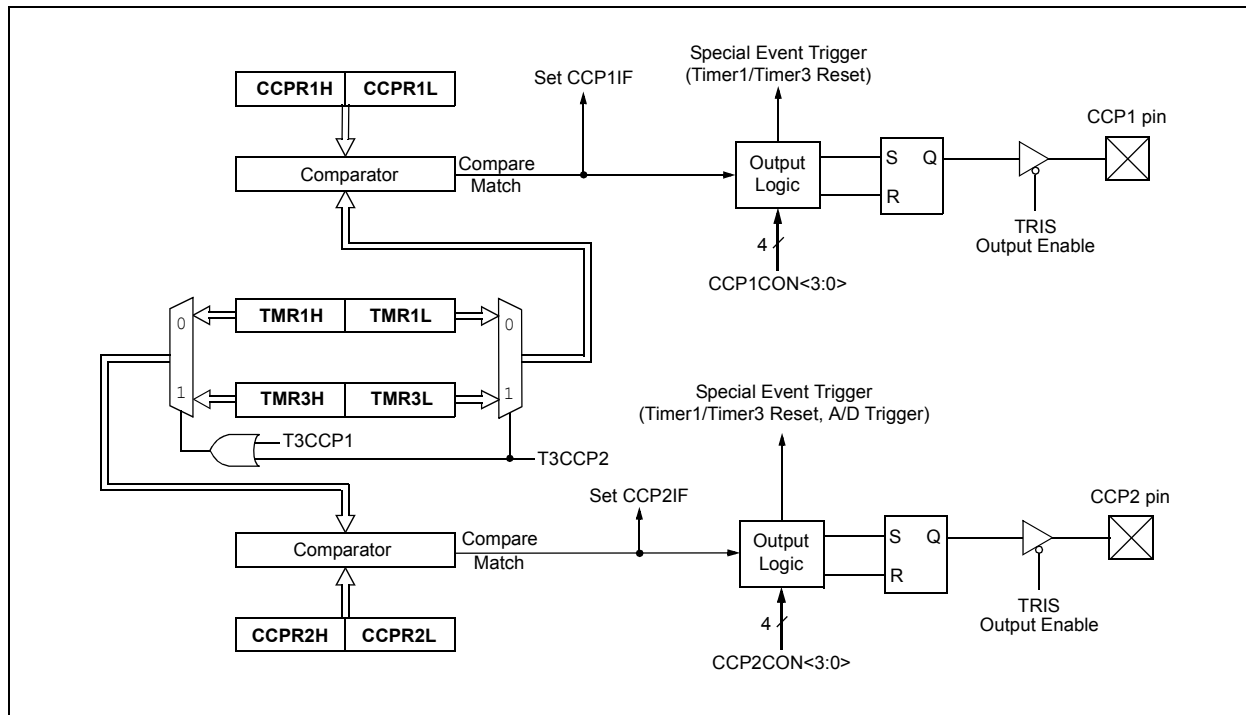 Special Event Trigger
(Timer1/Timer3 Reset)
Set CCP1IF
CCPR1H CCPR1L
CCP1 pin
Comparator
Compare
Match
Output
Logic
S Q
R
TRIS
Output Enable
4
CCP1CON<3:0>
0 TMR1H TMR1L 0
1 TMR3H TMR3L 1
T3CCP1
T3CCP2
Special Event Trigger
(Timer1/Timer3 Reset, A/D Trigger)
Set CCP2IF
CCP2 pin
Comparator
Compare
Match
Output
Logic
S Q
R
TRIS
Output Enable
4
CCPR2H CCPR2L
CCP2CON<3:0>